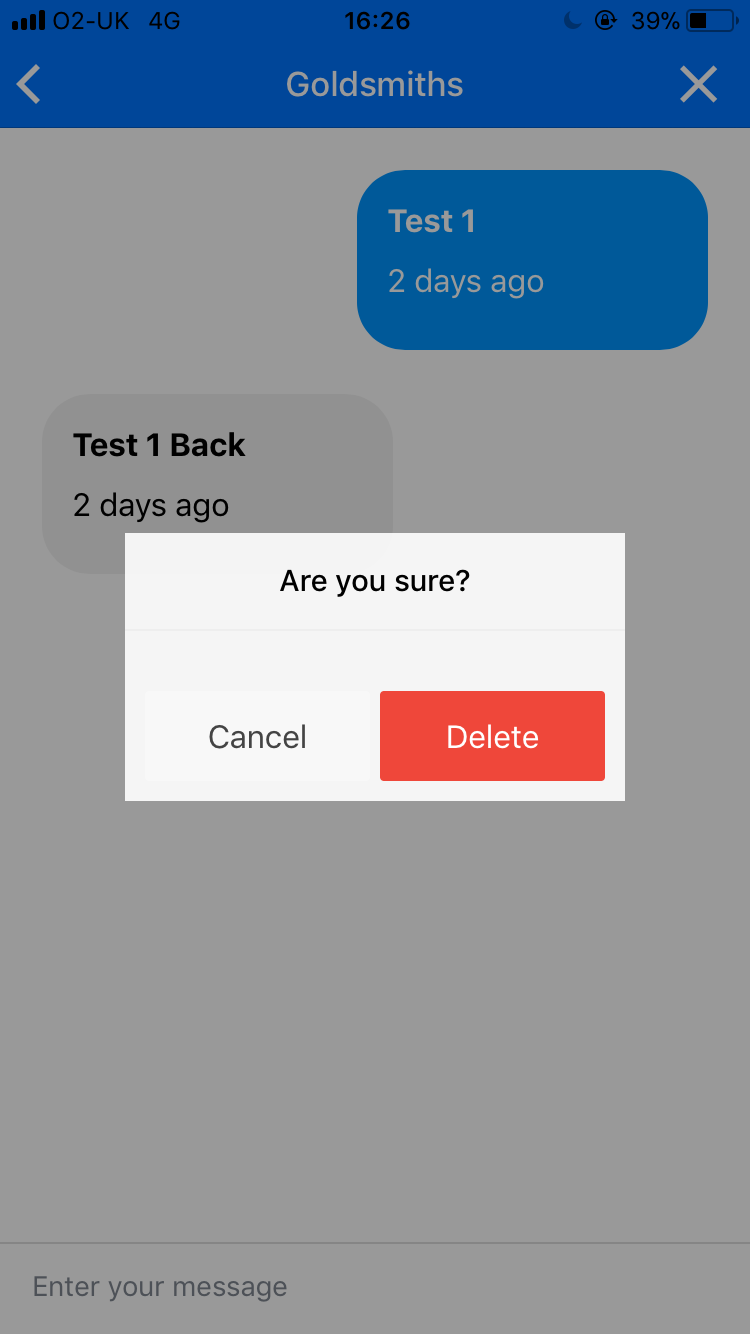 O2-UK 4G 16:26 39%
Goldsmiths
Test 1
2 days ago
Test 1 Back
2 days ago
Are you sure?
Cancel Delete
Enter your message